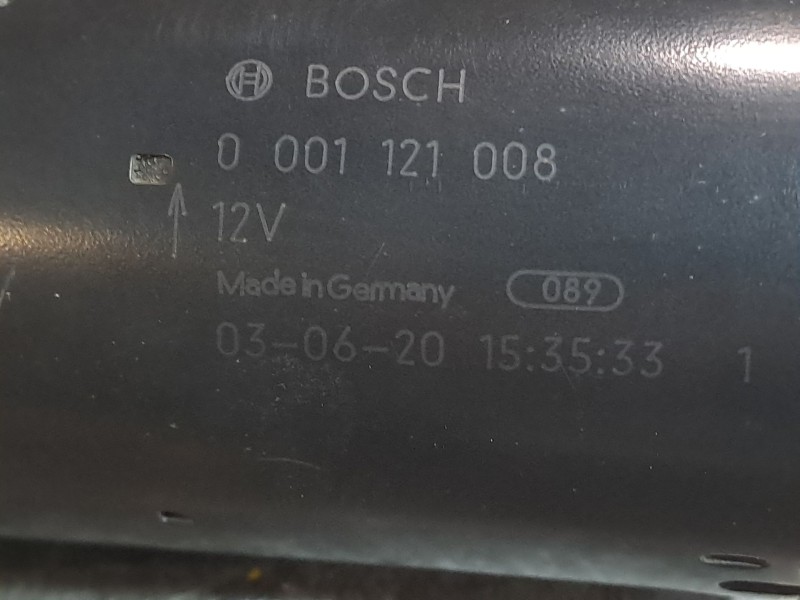 BOSCH
0 001 121 008
12V
Made in Germany 089
03-06-20 15:35:33 1